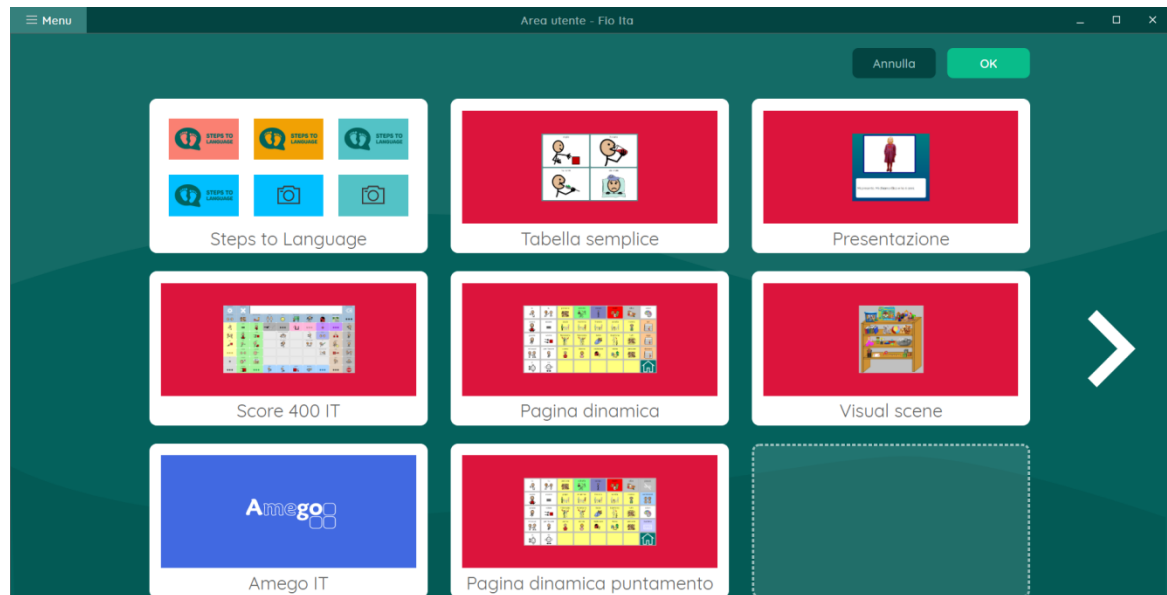 Menu
Area utente - Fio Ita
Annulla
OK
STEPS TO
LANGUAGE
STEPS TO
LANGUAGE
STEPS TO
LANGUAGE
STEPS TO
LANGUAGE
Steps to Language
Tabella semplice
Presentazione
Score 400 IT
Pagina dinamica
Visual scene
Amego
Amego IT
Pagina dinamica puntamento